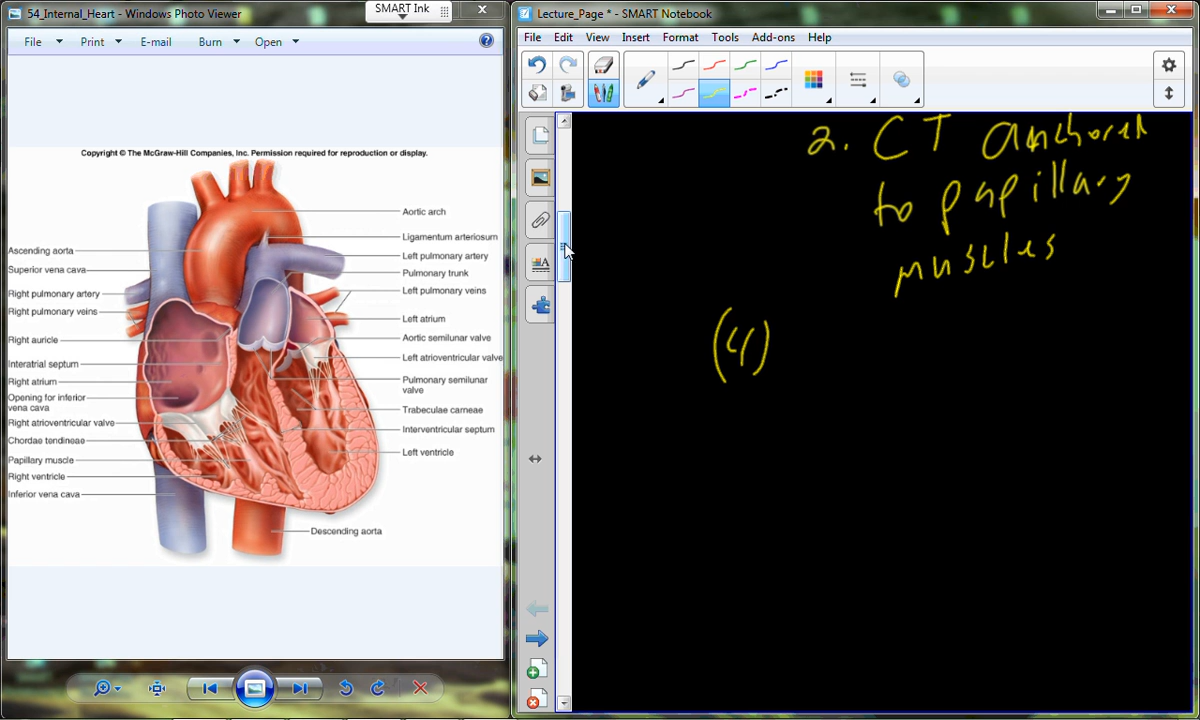 54_Internal_Heart - Windows Photo Viewer
SMART Ink
File Print E-mail Burn Open
Copyright © The McGraw-Hill Companies, Inc. Permission required for reproduction or display.
Aortic arch
Ligamentum arteriosum
Left pulmonary artery
Pulmonary trunk
Left pulmonary veins
Left atrium
Aortic semilunar valve
Left atrioventricular valve
Pulmonary semilunar
valve
Trabeculae carneae
Interventricular septum
Left ventricle
Descending aorta
Ascending aorta
Superior vena cava
Right pulmonary artery
Right pulmonary veins
Right auricle
Interatrial septum
Right atrium
Opening for inferior
vena cava
Right atrioventricular valve
Chordae tendineae
Papillary muscle
Right ventricle
Inferior vena cava
Lecture_Page * - SMART Notebook
File Edit View Insert Format Tools Add-ons Help
2. CT anchored
to papillary
muscles
(4)